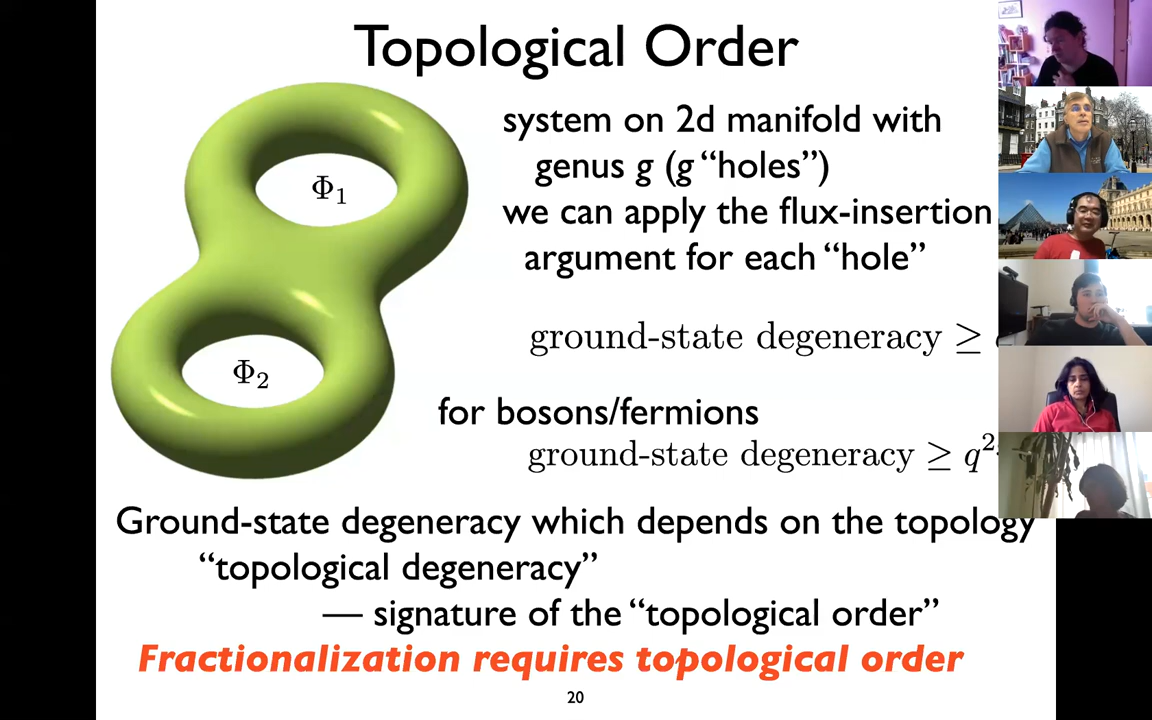 Topological Order
system on 2d manifold with
genus g (g “holes”)
we can apply the flux-insertion
argument for each “hole”
Φ₁
ground-state degeneracy ≥
Φ₂
for bosons/fermions
ground-state degeneracy ≥ q²
Ground-state degeneracy which depends on the topology
“topological degeneracy”
— signature of the “topological order”
Fractionalization requires topological order
20